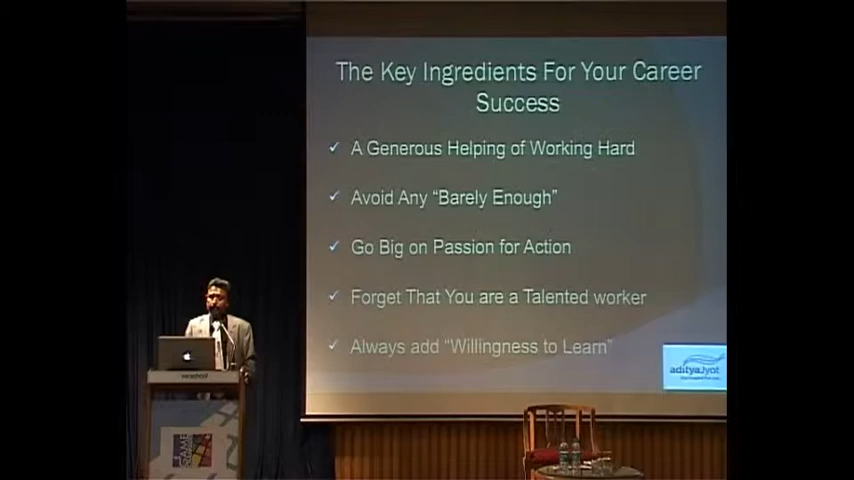 The Key Ingredients For Your Career
Success
✓ A Generous Helping of Working Hard
✓ Avoid Any “Barely Enough”
✓ Go Big on Passion for Action
✓ Forget That You are a Talented worker
✓ Always add “Willingness to Learn”
adityaJyot